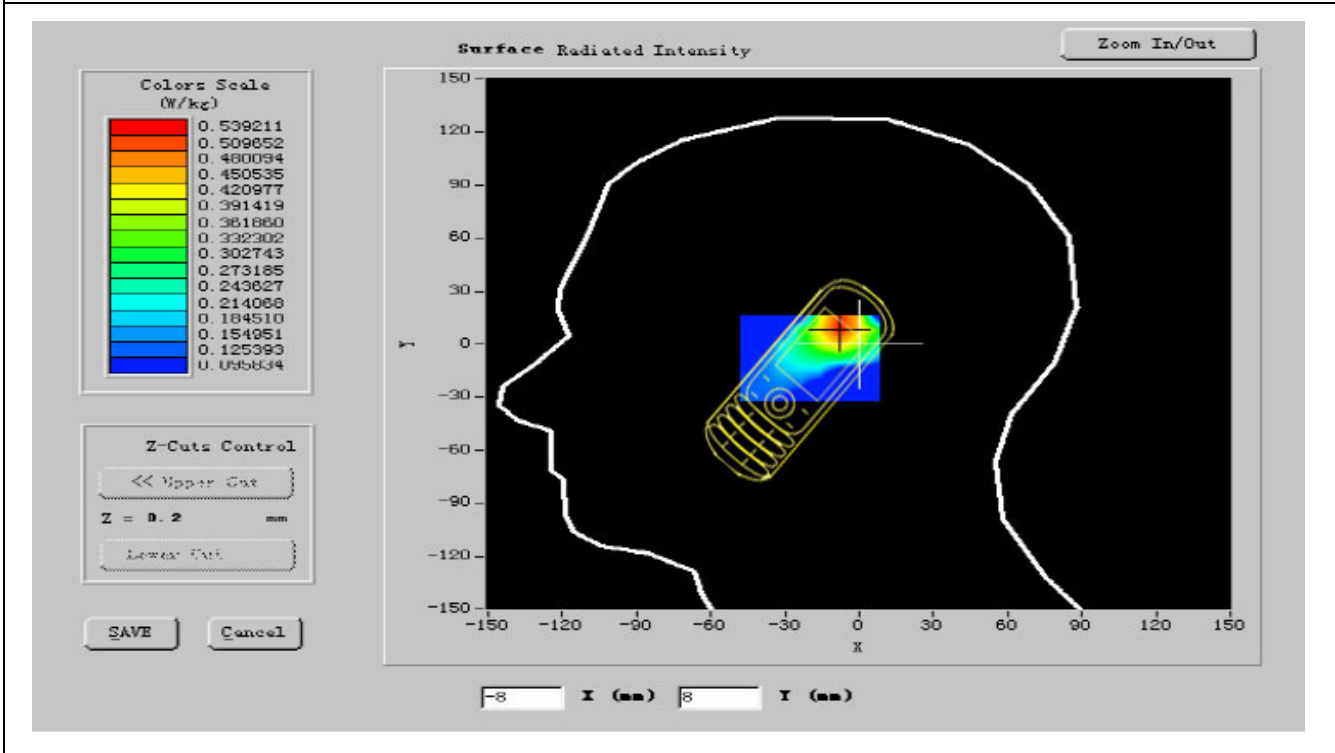 Surface Radiated Intensity
Zoom In/Out
Colors Scale
(W/kg)
0.539211
0.509652
0.480094
0.450535
0.420977
0.391419
0.361860
0.332302
0.302743
0.273185
0.243627
0.214068
0.184510
0.154951
0.125393
0.095834
Z-Cuts Control
<< Upper Cut
Z = 0.2 mm
Lower Cut
SAVE Cancel
150
120
90
60
30
0
-30
-60
-90
-120
-150
Y
-150 -120 -90 -60 -30 0 30 60 90 120 150
X
-8 X (mm) 8 Y (mm)